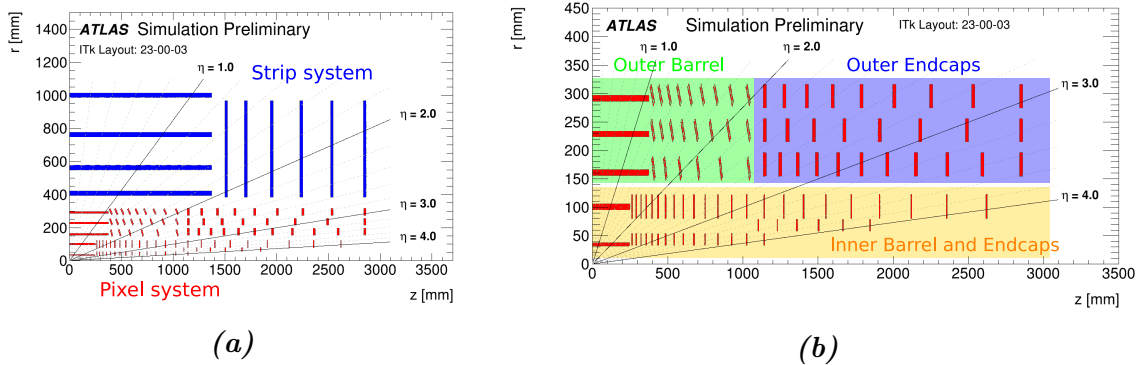 ATLAS Simulation Preliminary
ITk Layout: 23-00-03
r [mm]
1400
1200
1000
800
600
400
200
0
0 500 1000 1500 2000 2500 3000 3500
z [mm]
η = 1.0
η = 2.0
η = 3.0
η = 4.0
Strip system
Pixel system
(a)
ATLAS Simulation Preliminary
ITk Layout: 23-00-03
r [mm]
450
400
350
300
250
200
150
100
50
0
0 500 1000 1500 2000 2500 3000 3500
z [mm]
η = 1.0
η = 2.0
η = 3.0
η = 4.0
Outer Barrel
Outer Endcaps
Inner Barrel and Endcaps
(b)